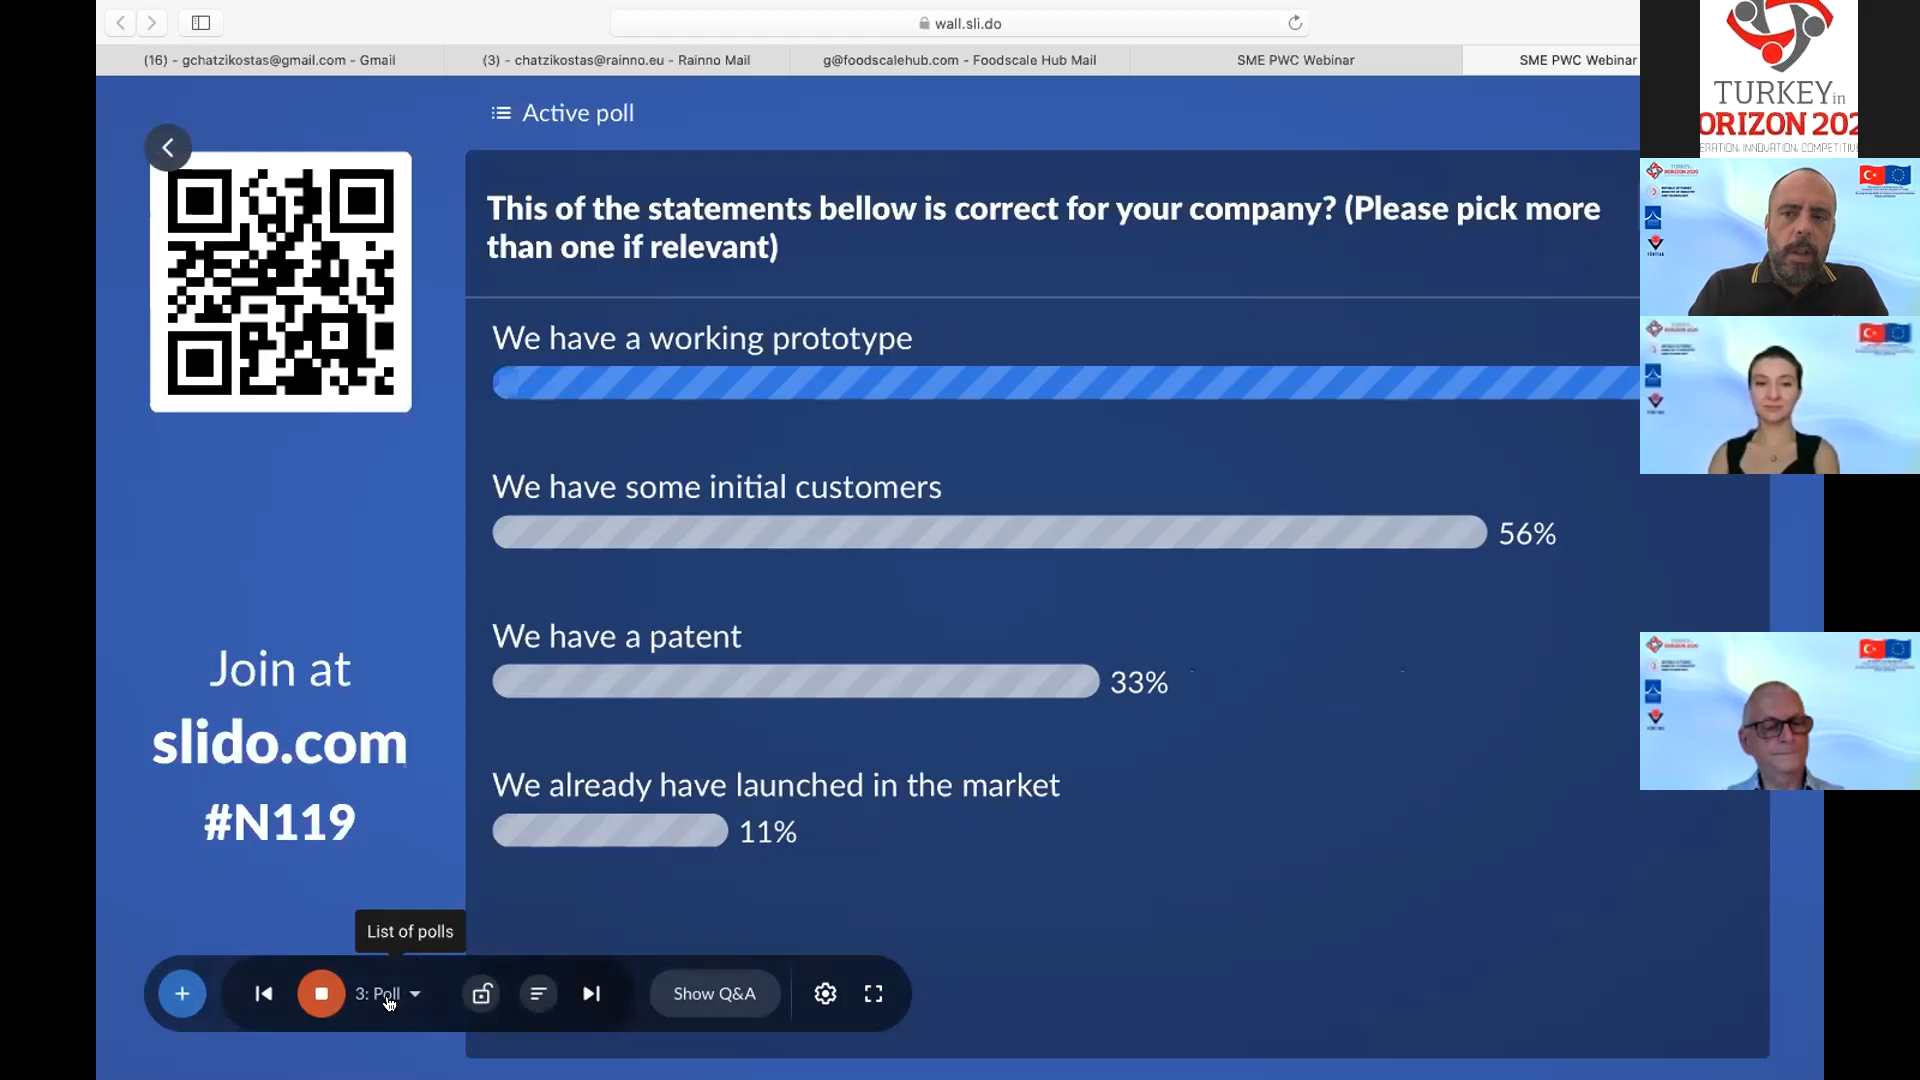 wall.sli.do
(16) - gchatzikostas@gmail.com - Gmail
(3) - chatzikostas@rainno.eu - Rainno Mail
g@foodscalehub.com - Foodscale Hub Mail
SME PWC Webinar
SME PWC Webinar
TURKEY in
ORIZON 202
ERATION, INNOVATION, COMPETITIV
Active poll
This of the statements bellow is correct for your company? (Please pick more
than one if relevant)
We have a working prototype
We have some initial customers
56%
We have a patent
33%
We already have launched in the market
11%
Join at
slido.com
#N119
List of polls
3: Poll
Show Q&A